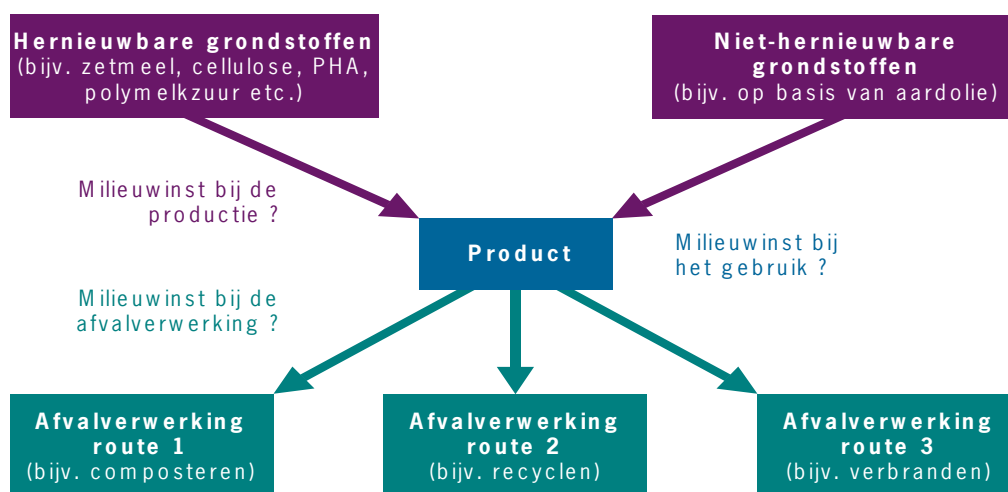 Hernieuwbare grondstoffen
(bijv. zetmeel, cellulose, PHA,
polymelkzuur etc.)
Niet-hernieuwbare
grondstoffen
(bijv. op basis van aardolie)
Milieuwinst bij de
productie ?
Product
Milieuwinst bij
het gebruik ?
Milieuwinst bij de
afvalverwerking ?
Afvalverwerking
route 1
(bijv. composteren)
Afvalverwerking
route 2
(bijv. recyclen)
Afvalverwerking
route 3
(bijv. verbranden)